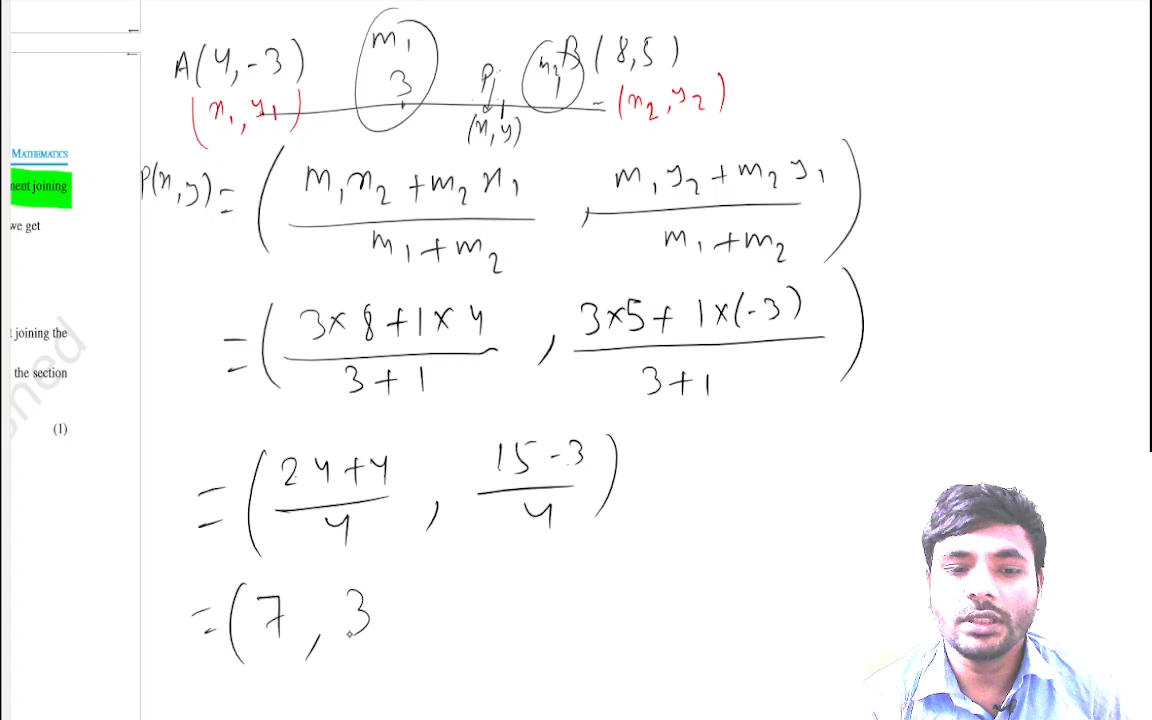 A(4,-3) m₁ 3 P m₂ 1 B(8,5)
(x₁, y₁) (x, y) (x₂, y₂)
MATHEMATICS
P(x,y) = ( m₁x₂ + m₂x₁ / m₁ + m₂ , m₁y₂ + m₂y₁ / m₁ + m₂ )
ment joining
we get
= ( 3×8+1×4 / 3+1 , 3×5+1×(-3) / 3+1 )
joining the
the section
(1)
= ( 24+4 / 4 , 15-3 / 4 )
= ( 7 , 3